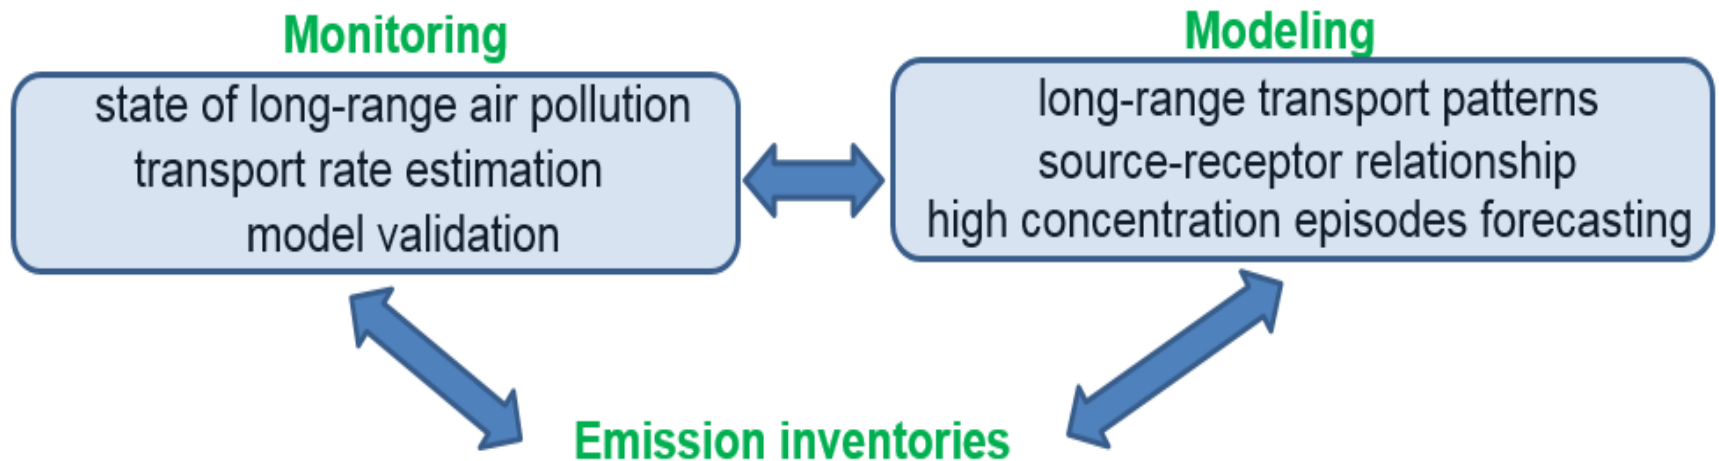 Monitoring
state of long-range air pollution
transport rate estimation
model validation
Modeling
long-range transport patterns
source-receptor relationship
high concentration episodes forecasting
Emission inventories